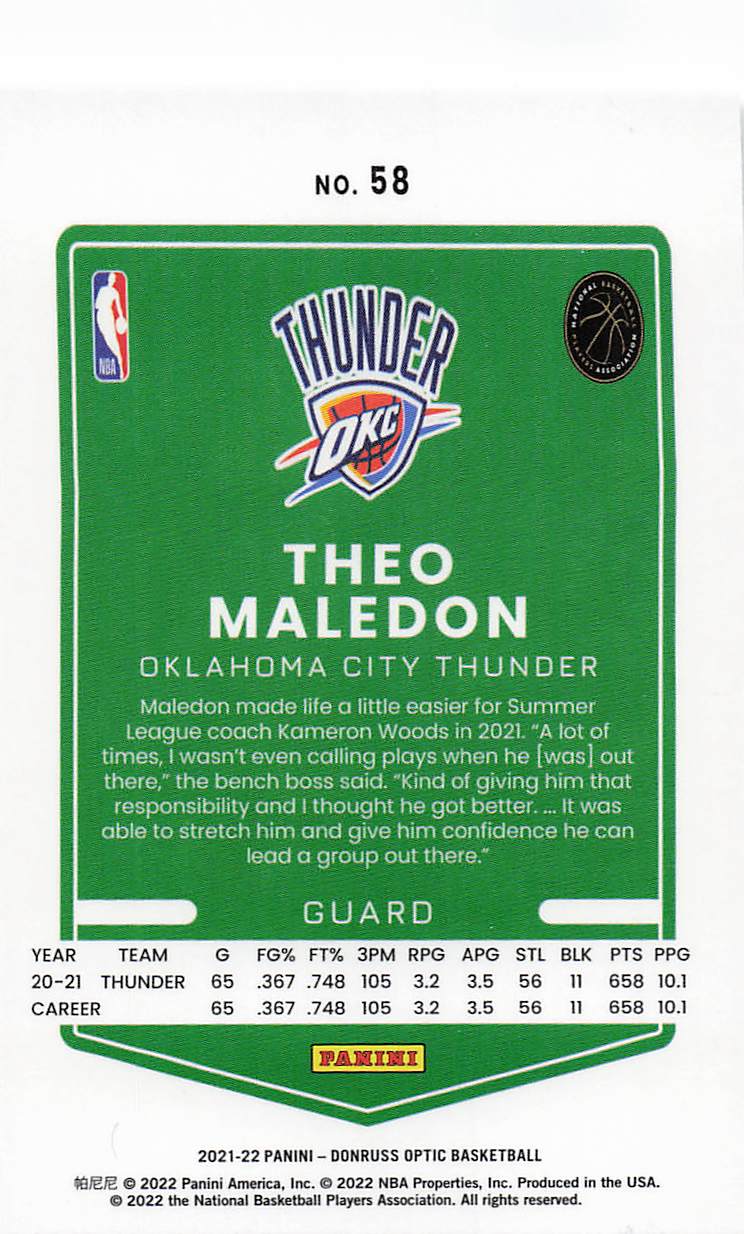 NO. 58
NBA
NATIONAL BASKETBALL
PLAYERS ASSOCIATION
THUNDER
OKC
THEO
MALEDON
OKLAHOMA CITY THUNDER
Maledon made life a little easier for Summer
League coach Kameron Woods in 2021. “A lot of
times, I wasn’t even calling plays when he [was] out
there,” the bench boss said. “Kind of giving him that
responsibility and I thought he got better. ... It was
able to stretch him and give him confidence he can
lead a group out there.”
GUARD
YEAR TEAM G FG% FT% 3PM RPG APG STL BLK PTS PPG
20-21 THUNDER 65 .367 .748 105 3.2 3.5 56 11 658 10.1
CAREER 65 .367 .748 105 3.2 3.5 56 11 658 10.1
PANINI
2021-22 PANINI – DONRUSS OPTIC BASKETBALL
帕尼尼 © 2022 Panini America, Inc. © 2022 NBA Properties, Inc. Produced in the USA.
© 2022 the National Basketball Players Association. All rights reserved.